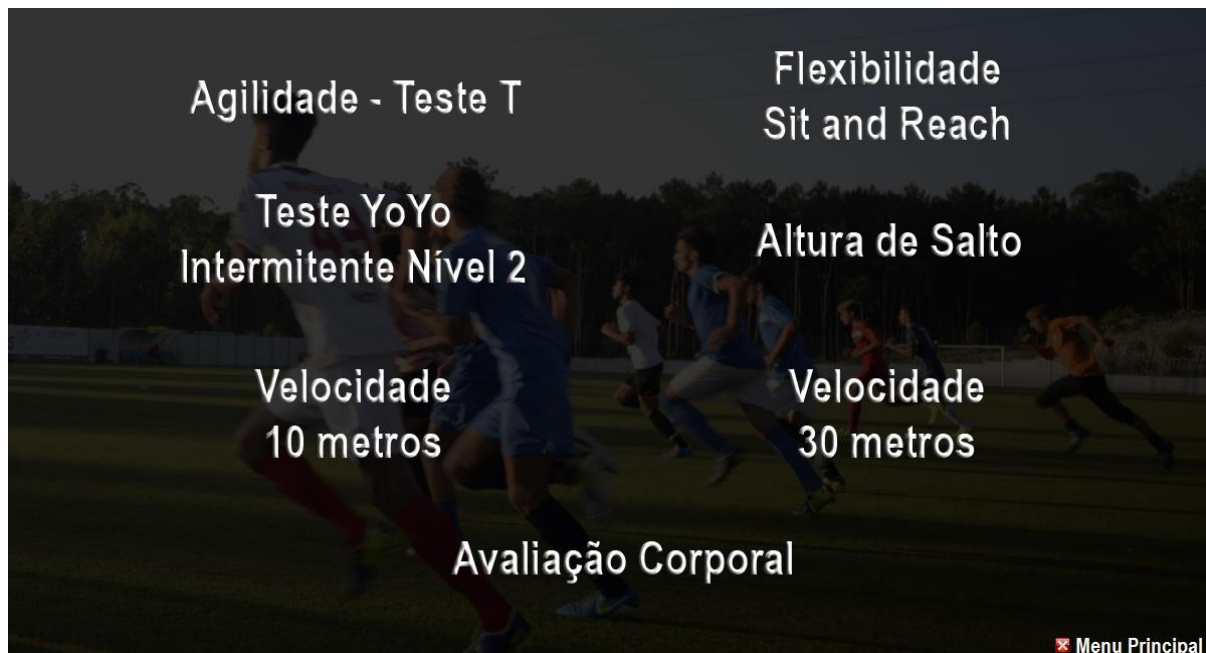 Agilidade - Teste T
Flexibilidade
Sit and Reach
Teste YoYo
Intermitente Nível 2
Altura de Salto
Velocidade
10 metros
Velocidade
30 metros
Avaliação Corporal
Menu Principal